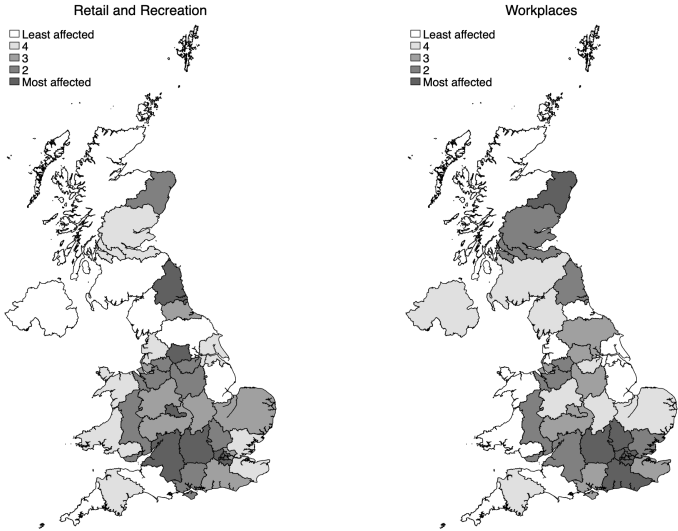 Retail and Recreation
Least affected
4
3
2
Most affected
Workplaces
Least affected
4
3
2
Most affected